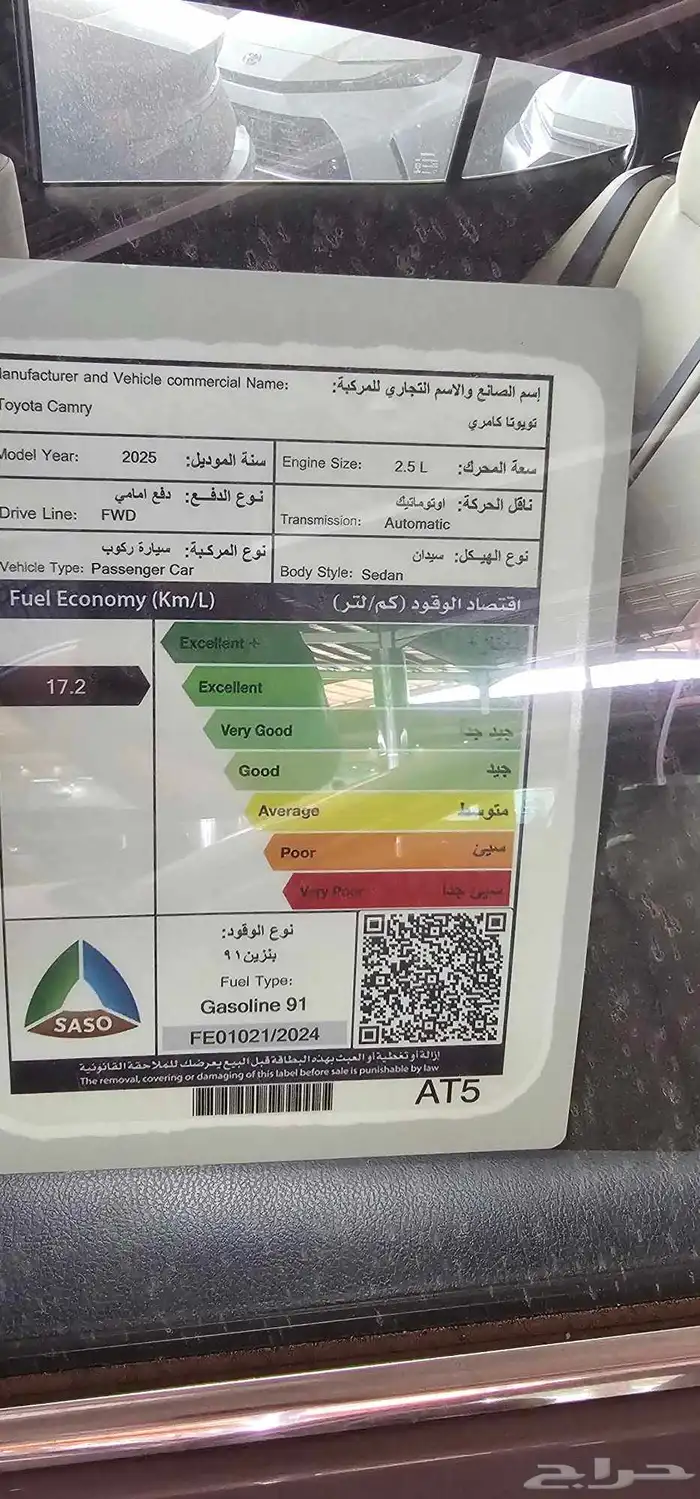 Manufacturer and Vehicle commercial Name:
إسم الصانع والاسم التجاري للمركبة:
Toyota Camry
تويوتا كامري
Model Year: 2025 سنة الموديل:
Engine Size: 2.5 L سعة المحرك:
نوع الدفع: دفع امامي
Drive Line: FWD
ناقل الحركة: اوتوماتيك
Transmission: Automatic
نوع المركبة: سيارة ركوب
Vehicle Type: Passenger Car
نوع الهيكل: سيدان
Body Style: Sedan
Fuel Economy (Km/L) اقتصاد الوقود (كم/لتر)
Excellent +
17.2
Excellent
Very Good جيد جدا
Good جيد
Average متوسط
Poor سيئ
Very Poor سيئ جدا
نوع الوقود:
بنزين ٩١
Fuel Type:
Gasoline 91
FE01021/2024
SASO
إزالة أو تغطية أو العبث بهذه البطاقة قبل البيع يعرضك للملاحقة القانونية
The removal, covering or damaging of this label before sale is punishable by law
AT5
حراج